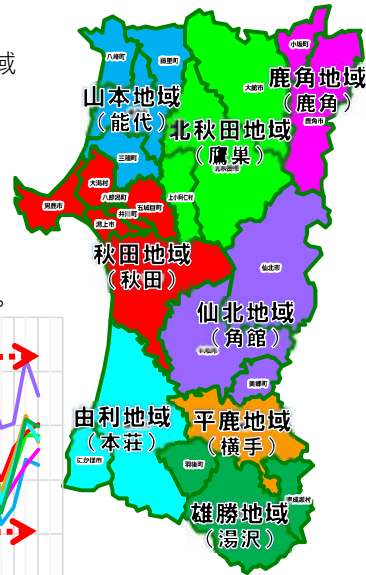 域
八峰町
藤里町
小坂町
鹿角地域
（鹿角）
鹿角市
大館市
山本地域
（能代）
北秋田地域
（鷹巣）
北秋田市
三種町
上小阿仁村
大潟村
男鹿市
八郎潟町
五城目町
井川町
潟上市
秋田地域
（秋田）
仙北市
仙北地域
（角館）
美郷町
。
由利地域
（本荘）
にかほ市
平鹿地域
（横手）
羽後町
雄勝地域
（湯沢）
東成瀬村